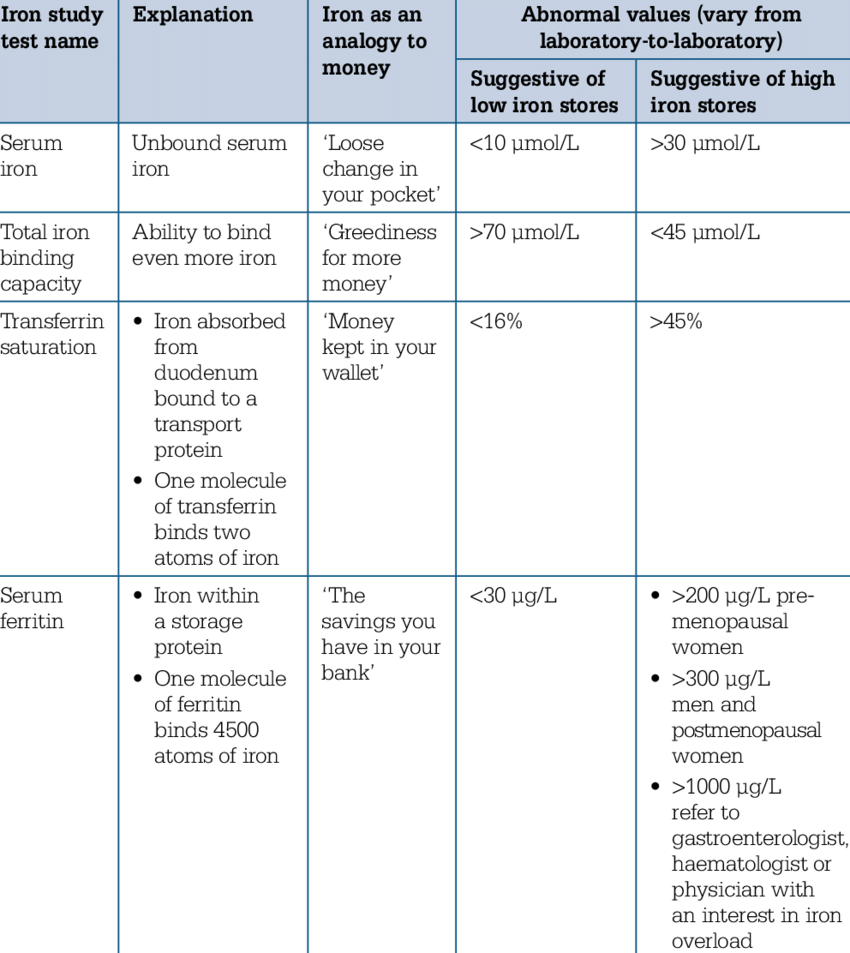 Iron study
test name
Explanation
Iron as an
analogy to
money
Abnormal values (vary from
laboratory-to-laboratory)
Suggestive of
low iron stores
Suggestive of high
iron stores
Serum
iron
Unbound serum
iron
‘Loose
change in
your pocket’
<10 µmol/L
>30 µmol/L
Total iron
binding
capacity
Ability to bind
even more iron
‘Greediness
for more
money’
>70 µmol/L
<45 µmol/L
Transferrin
saturation
• Iron absorbed
from
duodenum
bound to a
transport
protein
• One molecule
of transferrin
binds two
atoms of iron
‘Money
kept in your
wallet’
<16%
>45%
Serum
ferritin
• Iron within
a storage
protein
• One molecule
of ferritin
binds 4500
atoms of iron
‘The
savings you
have in your
bank’
<30 µg/L
• >200 µg/L pre-
menopausal
women
• >300 µg/L
men and
postmenopausal
women
• >1000 µg/L
refer to
gastroenterologist,
haematologist or
physician with
an interest in iron
overload